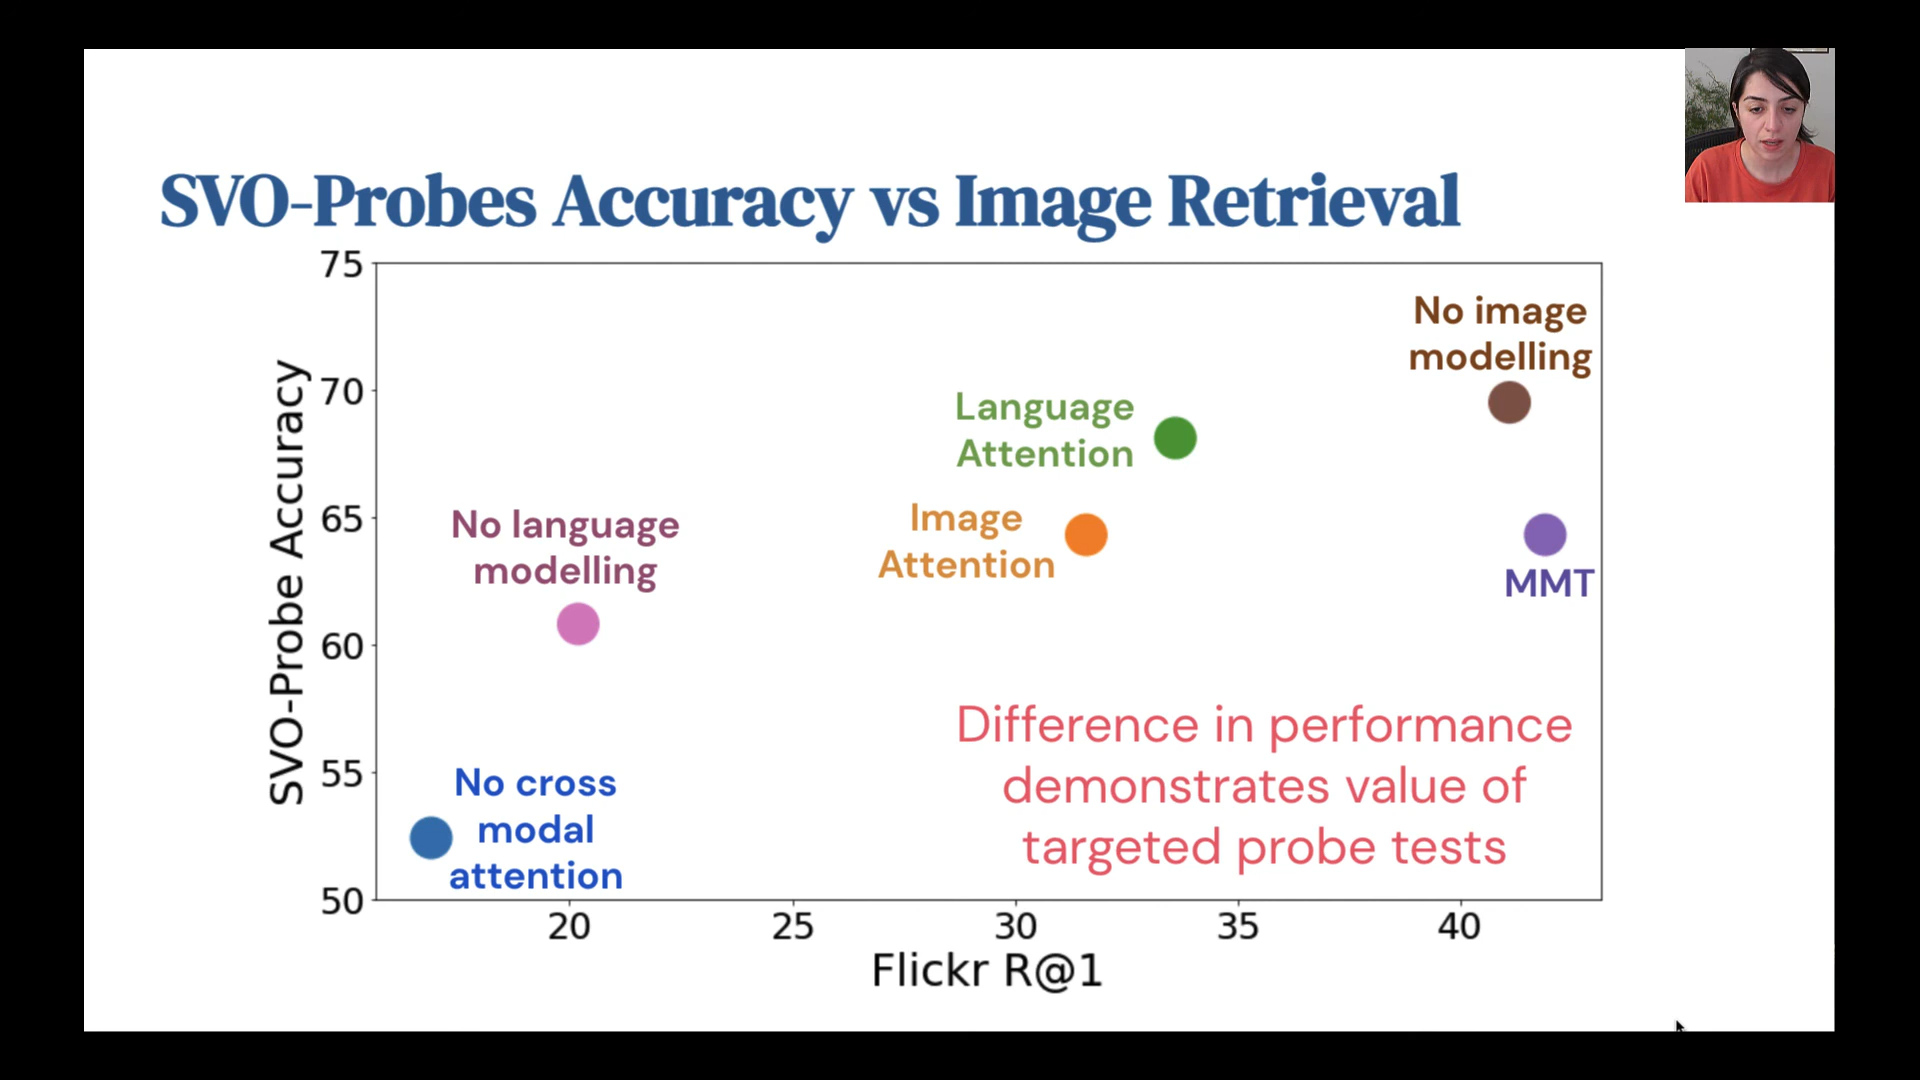 SVO-Probes Accuracy vs Image Retrieval
75
70
65
60
55
50
SVO-Probe Accuracy
No image
modelling
Language
Attention
Image
Attention
No language
modelling
MMT
No cross
modal
attention
Difference in performance
demonstrates value of
targeted probe tests
20
25
30
35
40
Flickr R@1